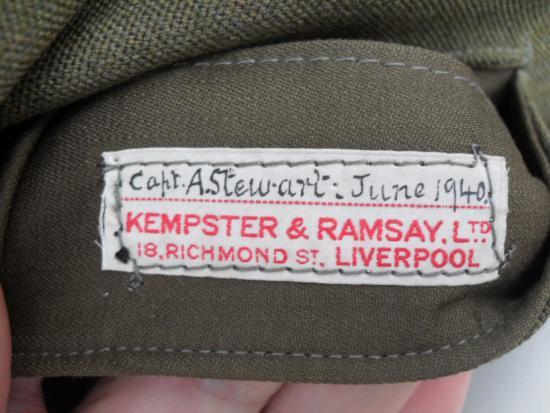 Capt. A. Stewart: June 1940.
KEMPSTER & RAMSAY, LTD
18, RICHMOND ST. LIVERPOOL